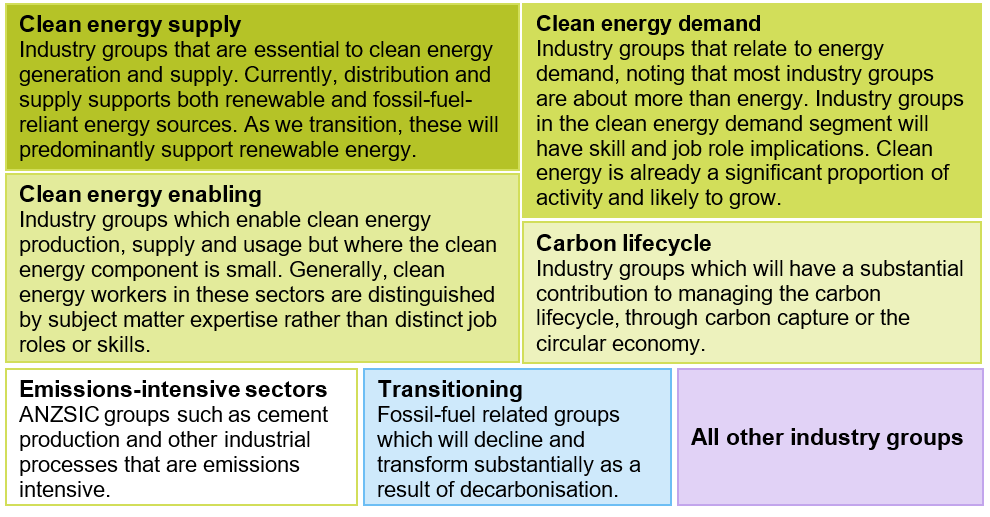 Clean energy supply
Industry groups that are essential to clean energy
generation and supply. Currently, distribution and
supply supports both renewable and fossil-fuel-
reliant energy sources. As we transition, these will
predominantly support renewable energy.
Clean energy demand
Industry groups that relate to energy
demand, noting that most industry groups
are about more than energy. Industry groups
in the clean energy demand segment will
have skill and job role implications. Clean
energy is already a significant proportion of
activity and likely to grow.
Clean energy enabling
Industry groups which enable clean energy
production, supply and usage but where the clean
energy component is small. Generally, clean
energy workers in these sectors are distinguished
by subject matter expertise rather than distinct job
roles or skills.
Carbon lifecycle
Industry groups which will have a substantial
contribution to managing the carbon
lifecycle, through carbon capture or the
circular economy.
Emissions-intensive sectors
ANZSIC groups such as cement
production and other industrial
processes that are emissions
intensive.
Transitioning
Fossil-fuel related groups
which will decline and
transform substantially as a
result of decarbonisation.
All other industry groups